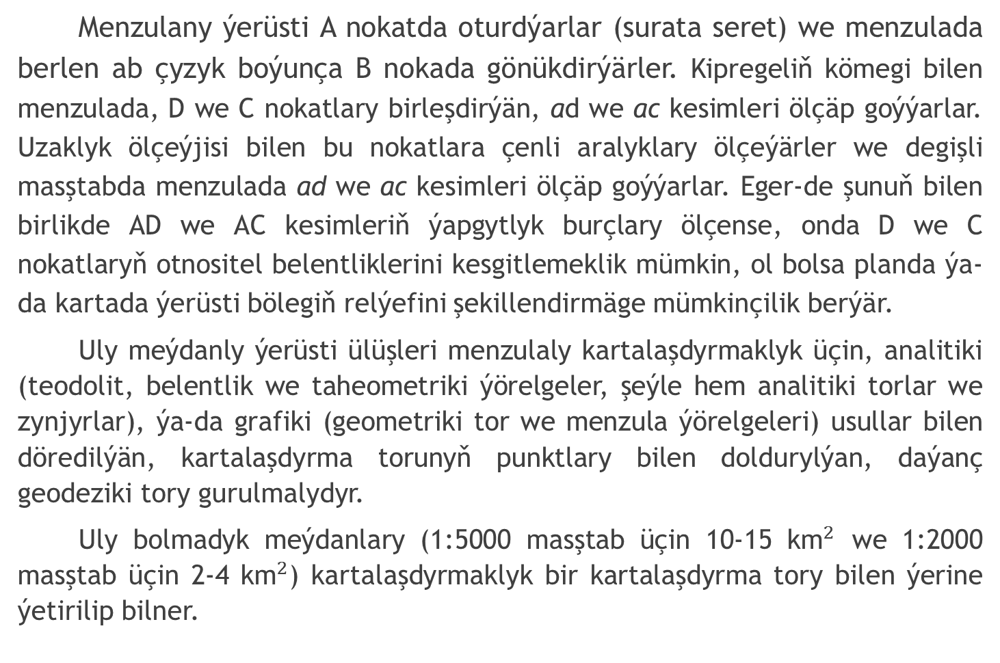 Menzulany ýerüsti A nokatda oturdýarlar (surata seret) we menzulada
berlen ab çyzyk boýunça B nokada gönükdirýärler. Kipregeliň kömegi bilen
menzulada, D we C nokatlary birleşdirýän, ad we ac kesimleri ölçäp goýýarlar.
Uzaklyk ölçeýjisi bilen bu nokatlara çenli aralyklary ölçeýärler we degişli
masştabda menzulada ad we ac kesimleri ölçäp goýýarlar. Eger-de şunuň bilen
birlikde AD we AC kesimleriň ýapgytlyk burçlary ölçense, onda D we C
nokatlaryň otnositel belentliklerini kesgitlemeklik mümkin, ol bolsa planda ýa-
da kartada ýerüsti bölegiň relýefini şekillendirmäge mümkinçilik berýär.
Uly meýdanly ýerüsti ülüşleri menzulaly kartalaşdyrmaklyk üçin, analitiki
(teodolit, belentlik we taheometriki ýörelgeler, şeýle hem analitiki torlar we
zynjyrlar), ýa-da grafiki (geometriki tor we menzula ýörelgeleri) usullar bilen
döredilýän, kartalaşdyrma torunyň punktlary bilen doldurylýan, daýanç
geodeziki tory gurulmalydyr.
Uly bolmadyk meýdanlary (1:5000 masştab üçin 10-15 km² we 1:2000
masştab üçin 2-4 km²) kartalaşdyrmaklyk bir kartalaşdyrma tory bilen ýerine
ýetirilip bilner.